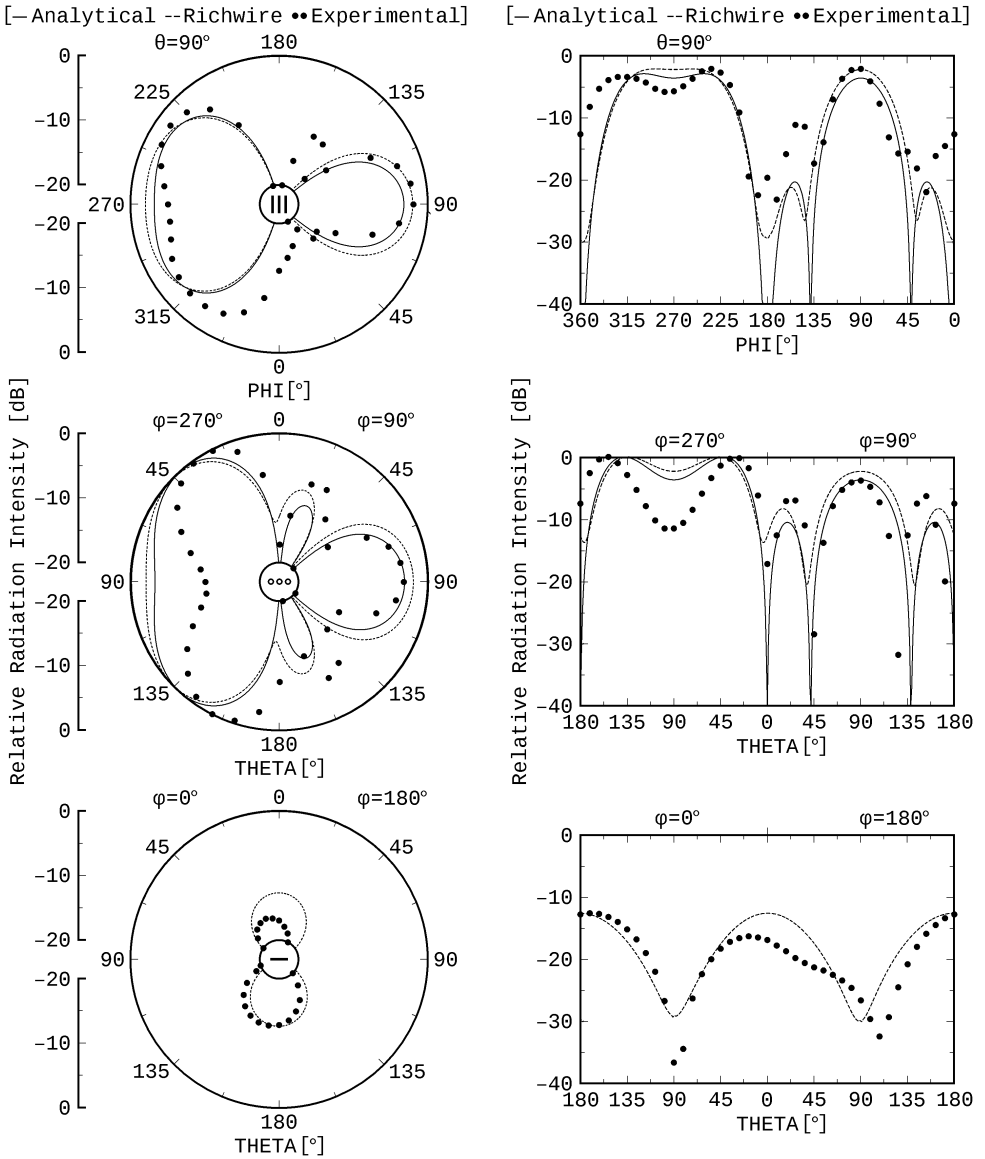 [— Analytical -- Richwire •• Experimental]
[— Analytical -- Richwire •• Experimental]
θ=90° 180
0
225
135
−10
−20
270
90
−20
−10
315
45
0
0
PHI[°]
θ=90°
0
−10
−20
−30
−40
360 315 270 225 180 135 90 45 0
PHI[°]
Relative Radiation Intensity [dB]
φ=270° 0 φ=90°
0
45
45
−10
−20
90
90
−20
−10
135
135
0
180
THETA[°]
Relative Radiation Intensity [dB]
φ=270° φ=90°
0
−10
−20
−30
−40
180 135 90 45 0 45 90 135 180
THETA[°]
φ=0° 0 φ=180°
0
45
45
−10
−20
90
90
−20
−10
135
135
0
180
THETA[°]
φ=0° φ=180°
0
−10
−20
−30
−40
180 135 90 45 0 45 90 135 180
THETA[°]